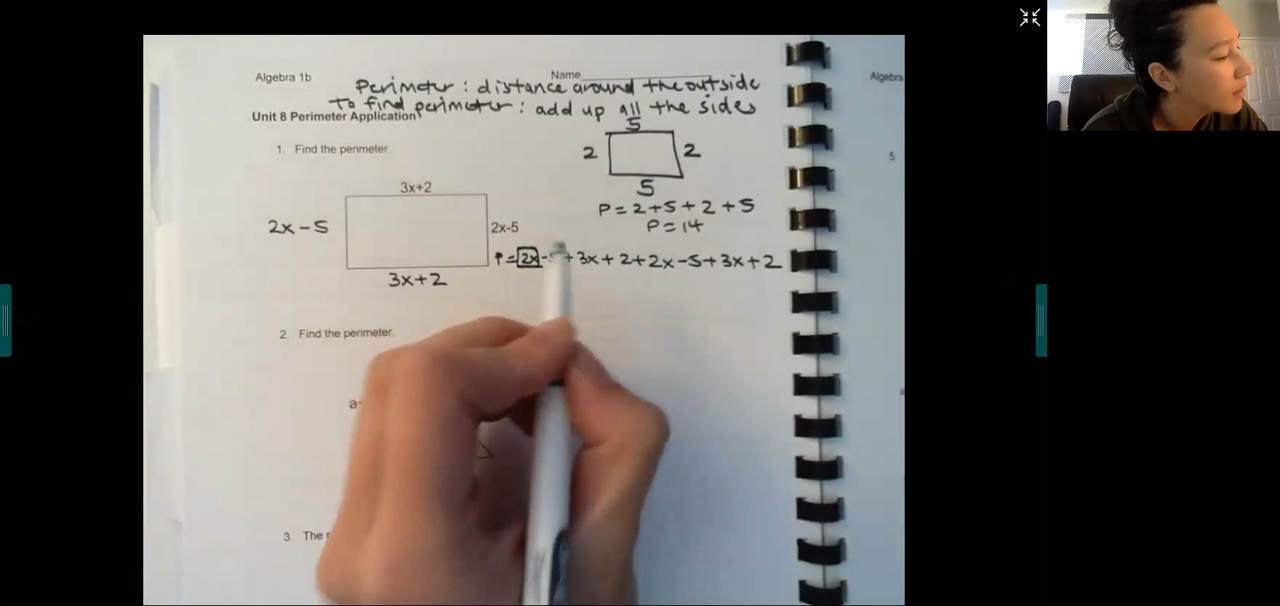 Algebra 1b
Name
Algebra
Perimeter : distance around the outside
To find perimeter : add up all the sides
Unit 8 Perimeter Application
5
2
2
5
1. Find the perimeter.
5
3x+2
2x-5
2x-5
3x+2
P=2+5+2+5
P=14
P=2x- +3x+2+2x-5+3x+2
2. Find the perimeter.
a-
3. The